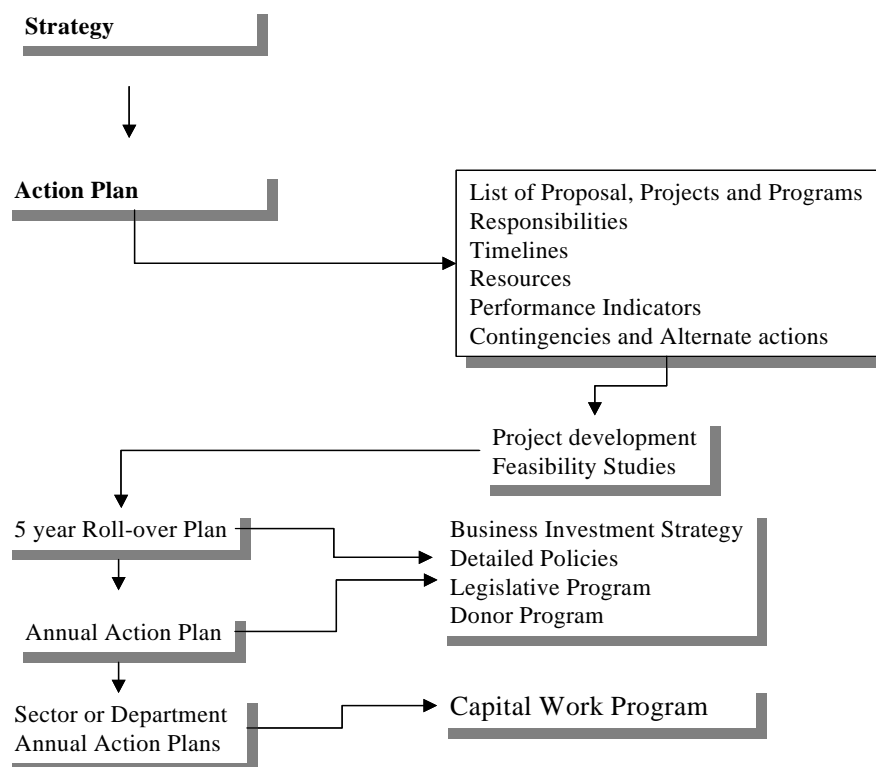 Strategy
Action Plan
List of Proposal, Projects and Programs
Responsibilities
Timelines
Resources
Performance Indicators
Contingencies and Alternate actions
Project development
Feasibility Studies
5 year Roll-over Plan
Business Investment Strategy
Detailed Policies
Legislative Program
Donor Program
Annual Action Plan
Sector or Department
Annual Action Plans
Capital Work Program